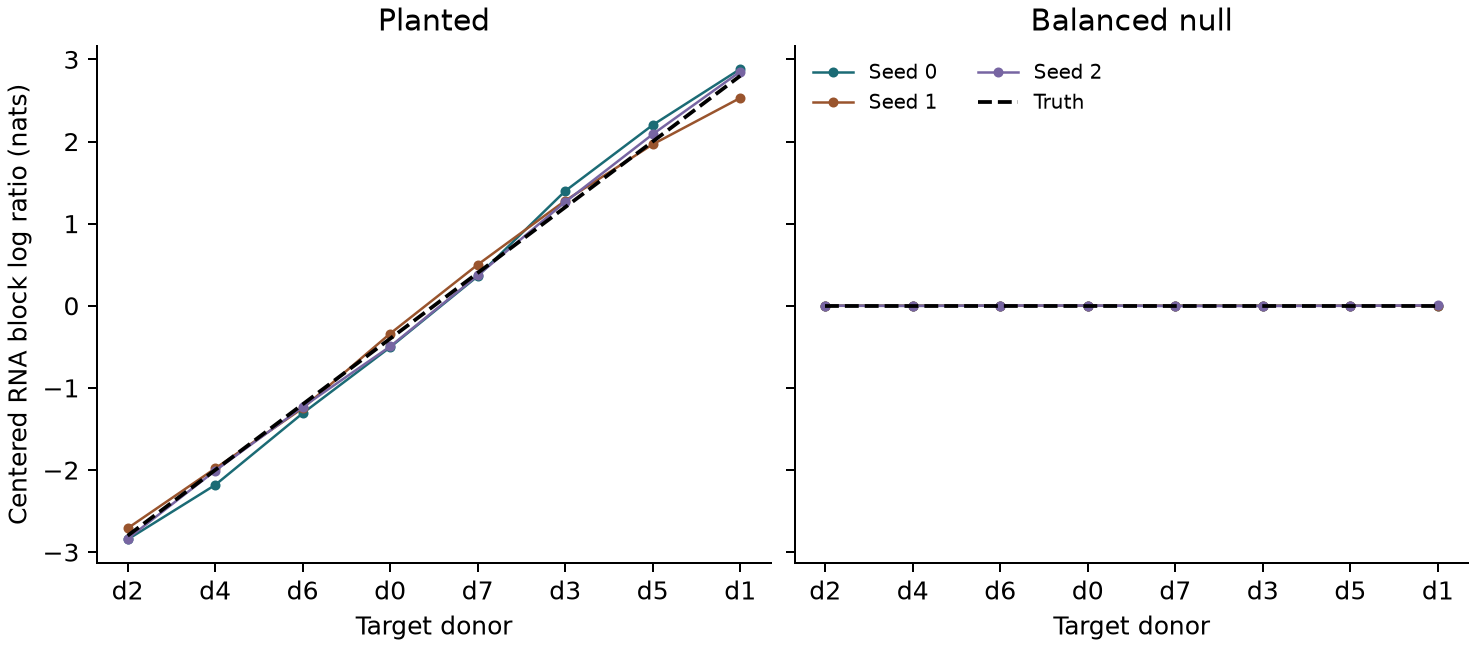 Planted
Balanced null
Centered RNA block log ratio (nats)
3
2
1
0
−1
−2
−3
Seed 0
Seed 1
Seed 2
Truth
d2 d4 d6 d0 d7 d3 d5 d1
d2 d4 d6 d0 d7 d3 d5 d1
Target donor
Target donor